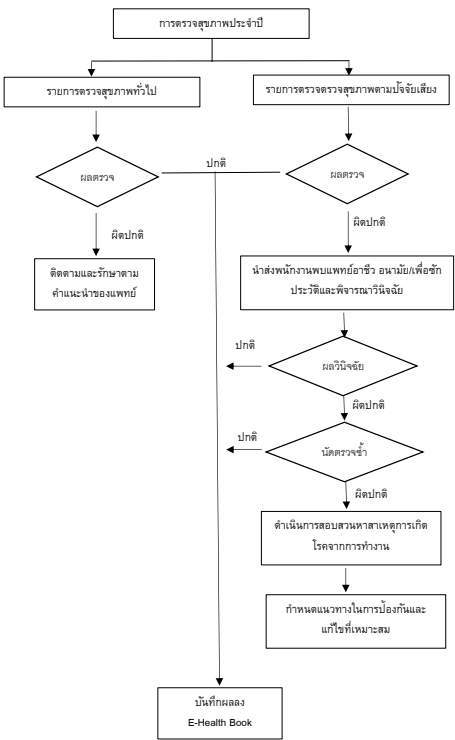 การตรวจสุขภาพประจำปี
รายการตรวจสุขภาพทั่วไป
รายการตรวจตรวจสุขภาพตามปัจจัยเสี่ยง
ผลตรวจ
ปกติ
ผลตรวจ
ผิดปกติ
ผิดปกติ
ติดตามและรักษาตาม
คำแนะนำของแพทย์
นำส่งพนักงานพบแพทย์อาชีว อนามัย/เพื่อซัก
ประวัติและพิจารณาวินิจฉัย
ปกติ
ผลวินิจฉัย
ผิดปกติ
ปกติ
นัดตรวจซ้ำ
ผิดปกติ
ดำเนินการสอบสวนหาสาเหตุการเกิด
โรคจากการทำงาน
กำหนดแนวทางในการป้องกันและ
แก้ไขที่เหมาะสม
บันทึกผลลง
E-Health Book